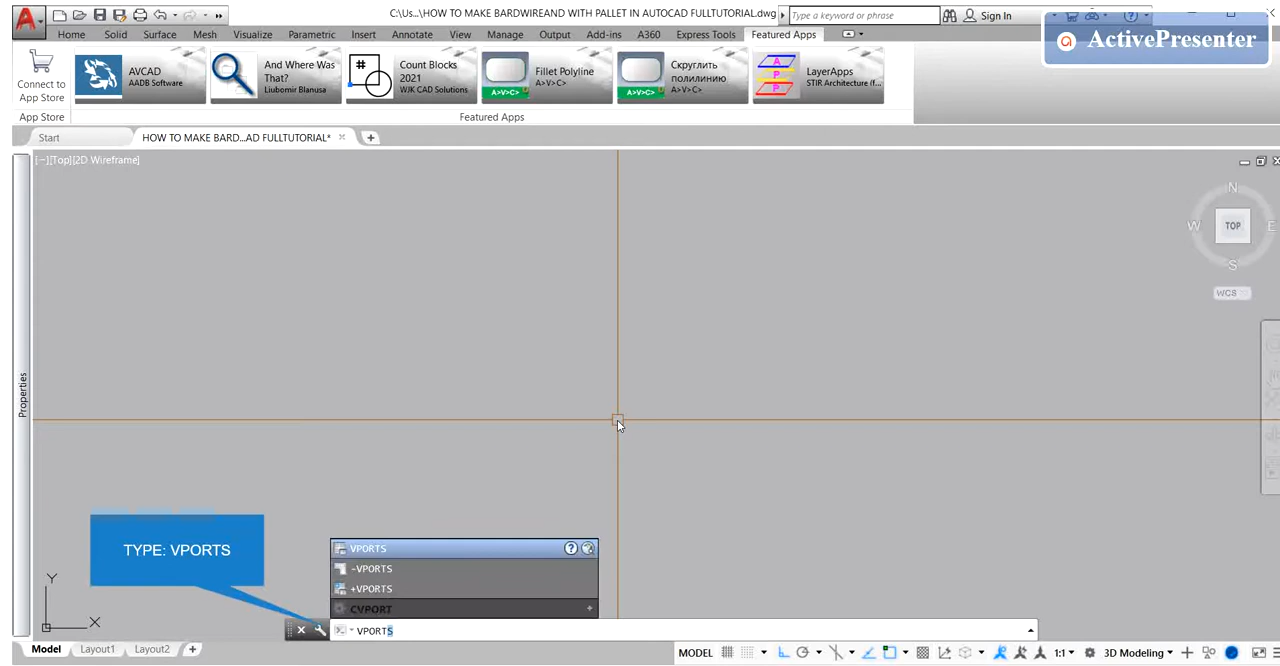 C:\Us...\HOW TO MAKE BARDWIREAND WITH PALLET IN AUTOCAD FULLTUTORIAL.dwg
Type a keyword or phrase
Sign In
ActivePresenter
Home Solid Surface Mesh Visualize Parametric Insert Annotate View Manage Output Add-ins A360 Express Tools Featured Apps
Connect to
App Store
AVCAD
AADB Software
And Where Was
That?
Liubomir Blanusa
Count Blocks
2021
WJK CAD Solutions
A>V>C>
Fillet Polyline
A>V>C>
A>V>C>
Скруглить
полилинию
A>V>C>
A
P
P
LayerApps
STIR Architecture (f...
App Store
Featured Apps
Start
HOW TO MAKE BARD...AD FULLTUTORIAL*
[−][Top][2D Wireframe]
N
W
TOP
E
S
WCS
Properties
TYPE: VPORTS
VPORTS
-VPORTS
+VPORTS
CVPORT
VPORTS
Y
X
Model Layout1 Layout2
MODEL
1:1
3D Modeling